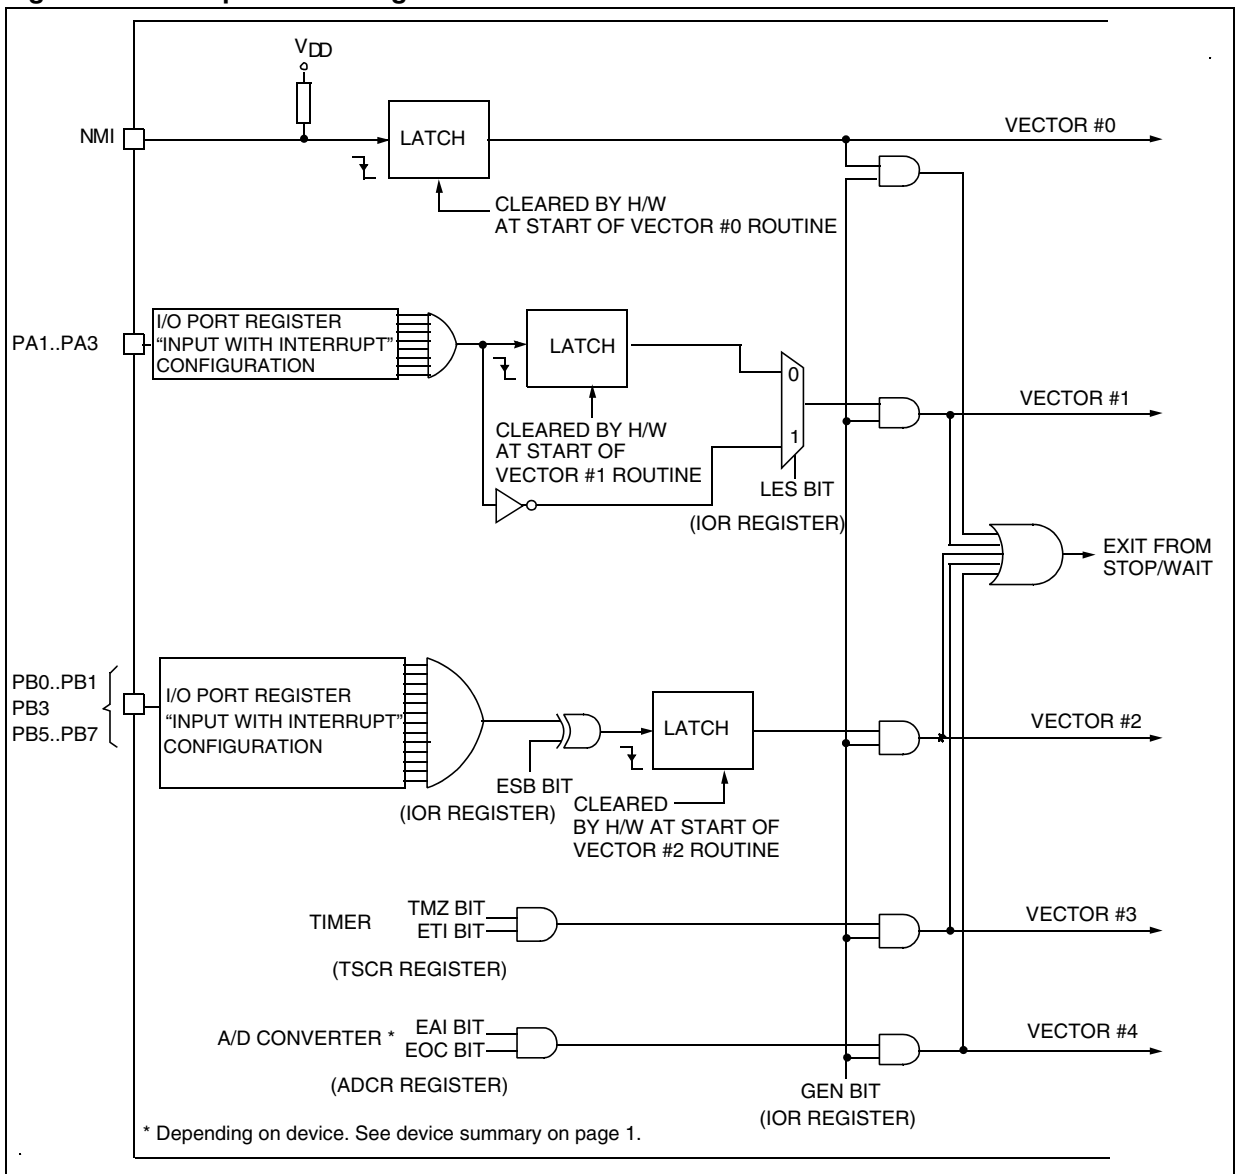 VDD
NMI
LATCH
VECTOR #0
CLEARED BY H/W
AT START OF VECTOR #0 ROUTINE
PA1..PA3
I/O PORT REGISTER
“INPUT WITH INTERRUPT”
CONFIGURATION
LATCH
0
1
VECTOR #1
CLEARED BY H/W
AT START OF
VECTOR #1 ROUTINE
LES BIT
(IOR REGISTER)
EXIT FROM
STOP/WAIT
PB0..PB1
PB3
PB5..PB7
I/O PORT REGISTER
“INPUT WITH INTERRUPT”
CONFIGURATION
LATCH
VECTOR #2
ESB BIT
(IOR REGISTER)
CLEARED
BY H/W AT START OF
VECTOR #2 ROUTINE
TIMER
TMZ BIT
ETI BIT
(TSCR REGISTER)
VECTOR #3
A/D CONVERTER *
EAI BIT
EOC BIT
(ADCR REGISTER)
VECTOR #4
GEN BIT
(IOR REGISTER)
* Depending on device. See device summary on page 1.